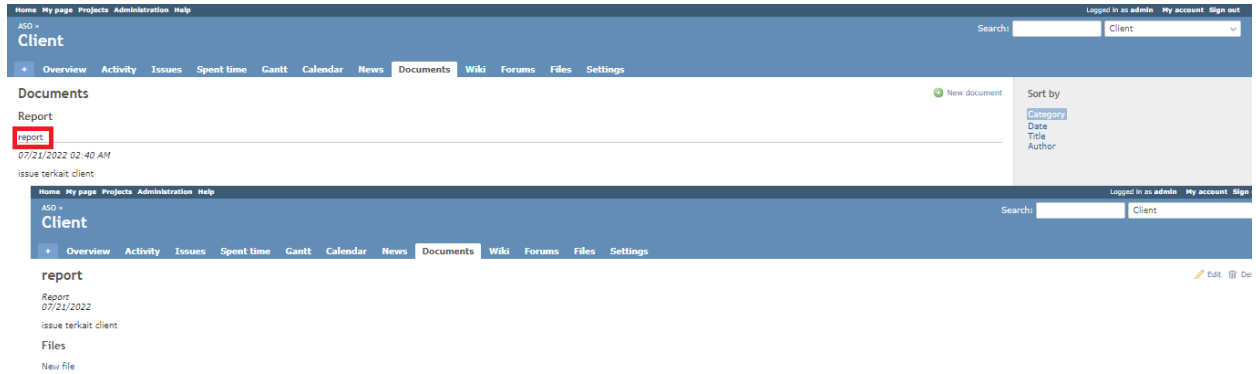 Home My page Projects Administration Help Logged in as admin My account Sign out
ASO »
Client
Search: Client
+ Overview Activity Issues Spent time Gantt Calendar News Documents Wiki Forums Files Settings
Documents
New document
Sort by
Report
Category
report
Date
Title
Author
07/21/2022 02:40 AM
issue terkait client
Home My page Projects Administration Help Logged in as admin My account Sign
ASO »
Client
Search: Client
+ Overview Activity Issues Spent time Gantt Calendar News Documents Wiki Forums Files Settings
report
Edit De
Report
07/21/2022
issue terkait client
Files
New file